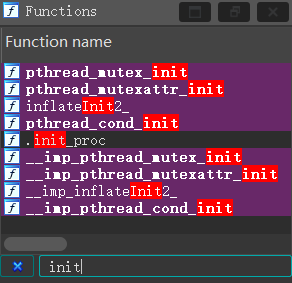 Functions
Function name
f pthread_mutex_init
f pthread_mutexattr_init
f inflateInit2_
f pthread_cond_init
f .init_proc
f __imp_pthread_mutex_init
f __imp_pthread_mutexattr_init
f __imp_inflateInit2_
f __imp_pthread_cond_init
init